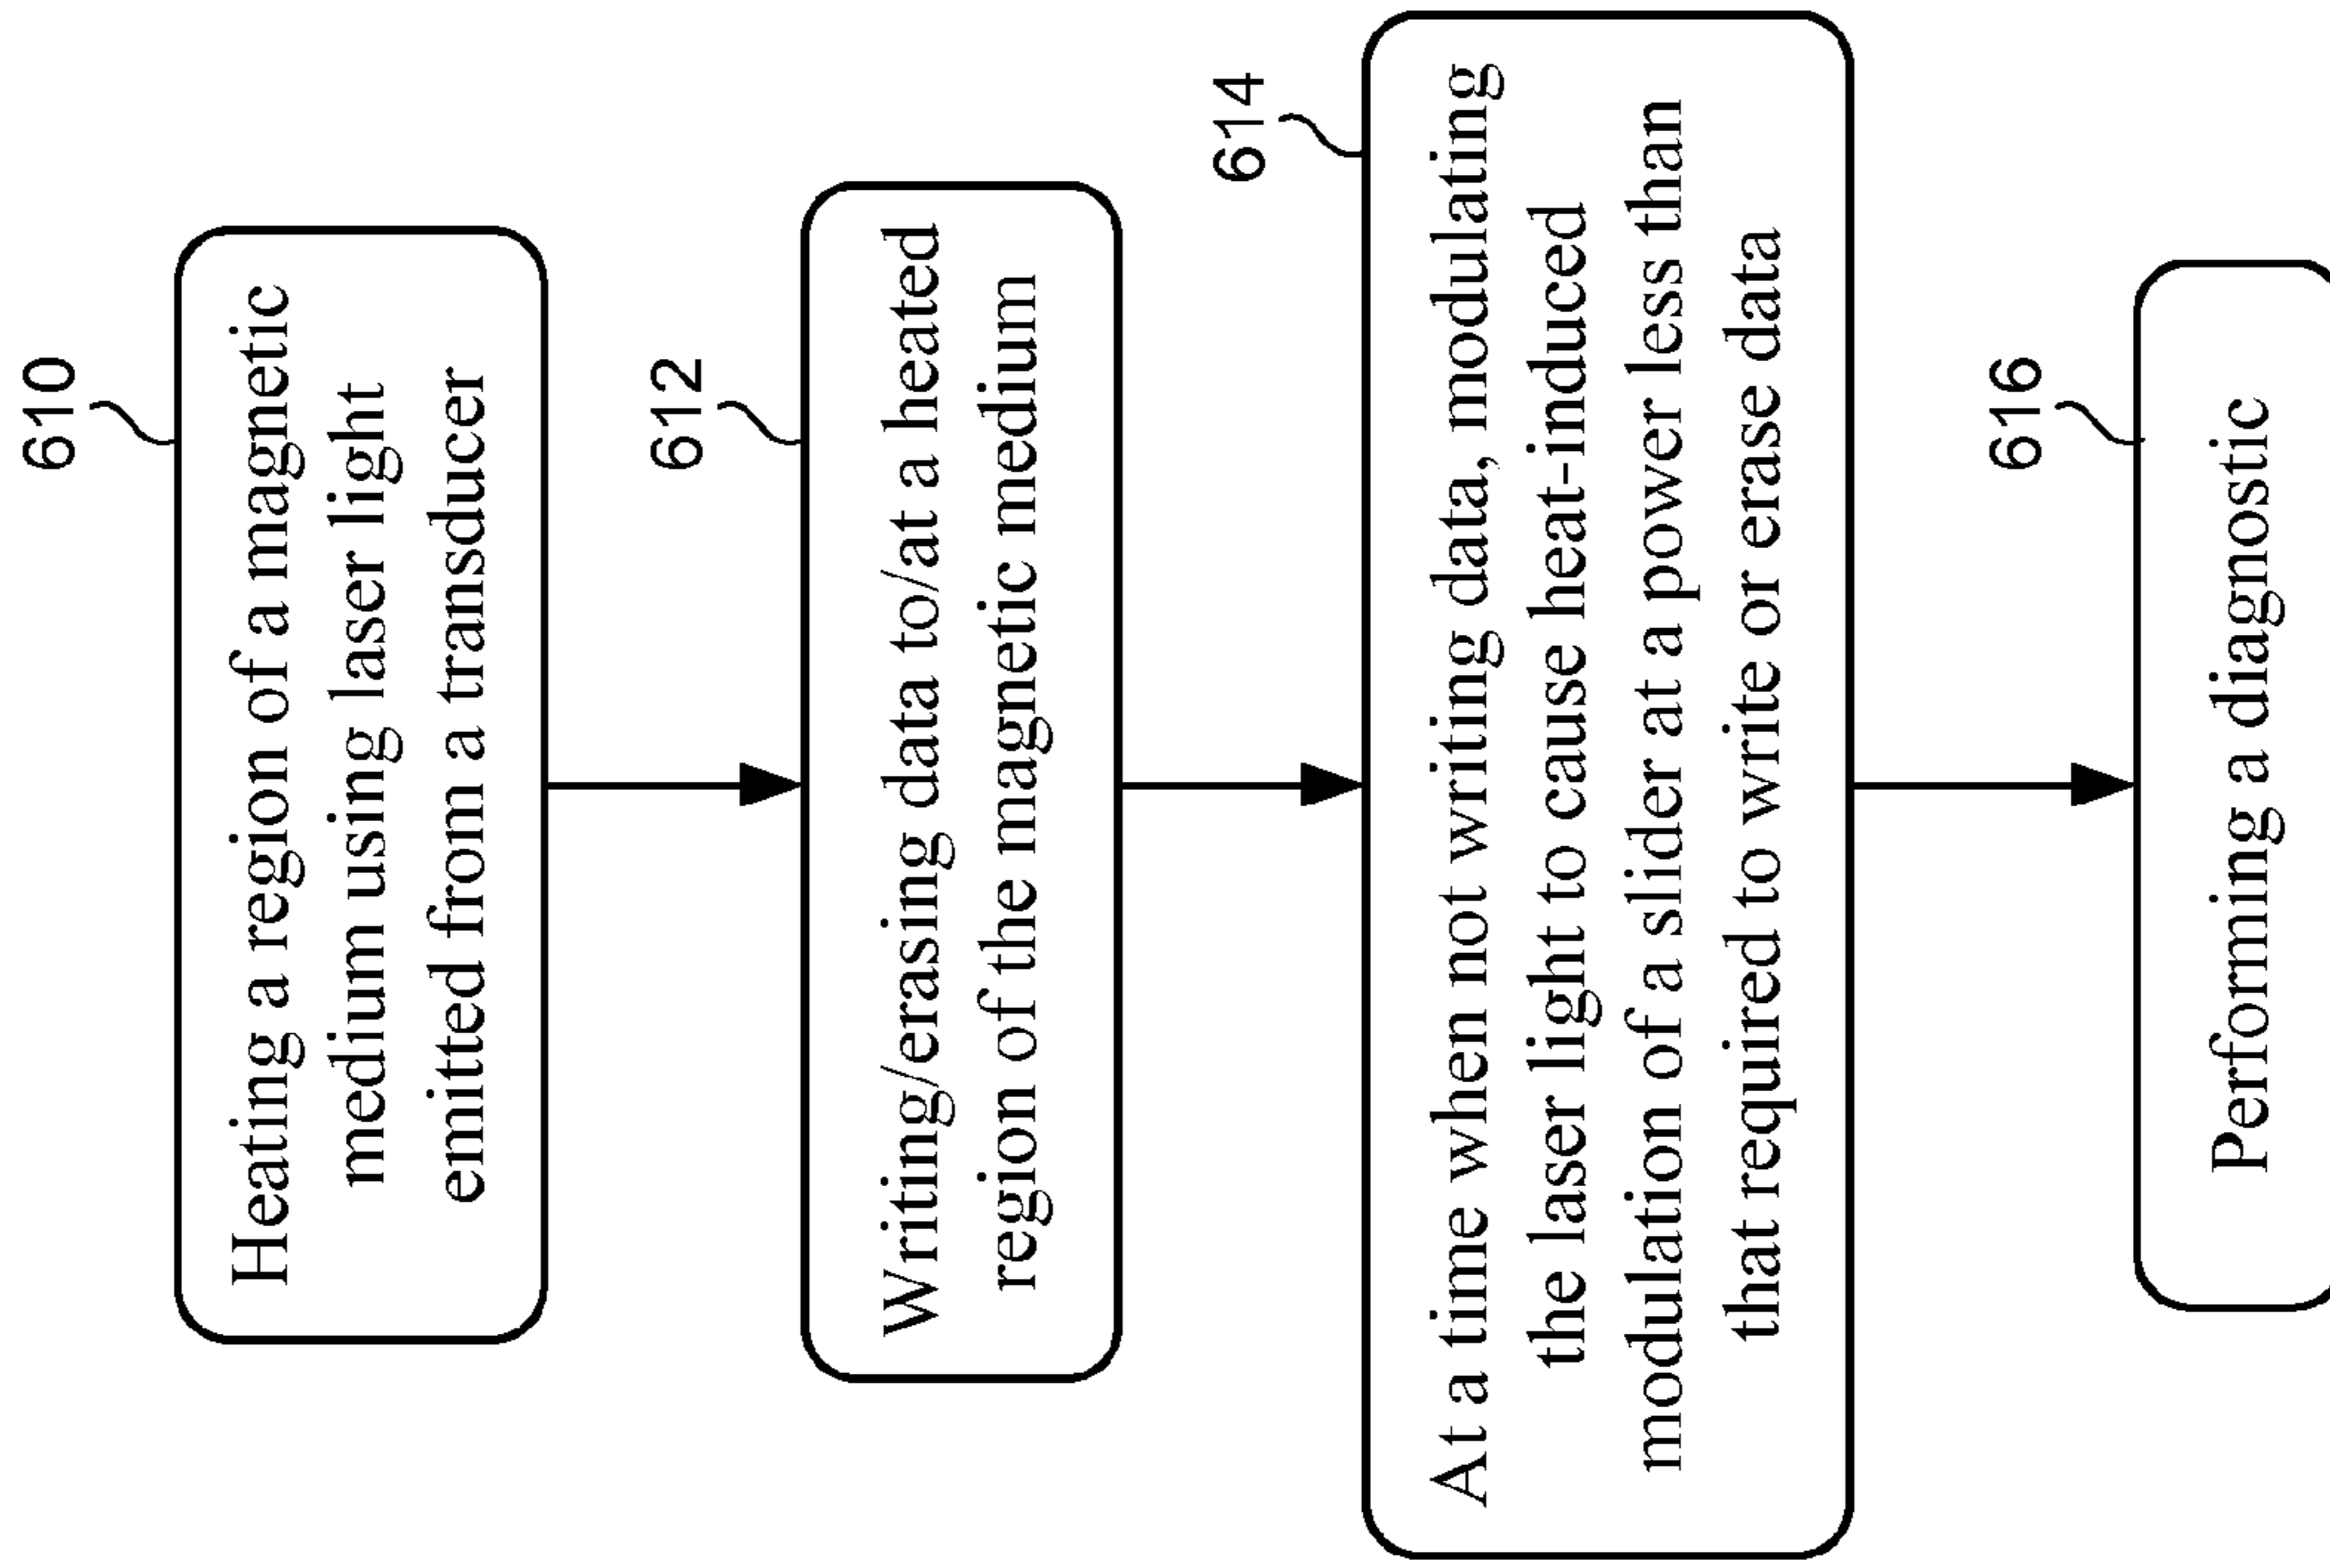 610
Heating a region of a magnetic
medium using laser light
emitted from a transducer
612
Writing/erasing data to/at a heated
region of the magnetic medium
614
At a time when not writing data, modulating
the laser light to cause heat-induced
modulation of a slider at a power less than
that required to write or erase data
616
Performing a diagnostic